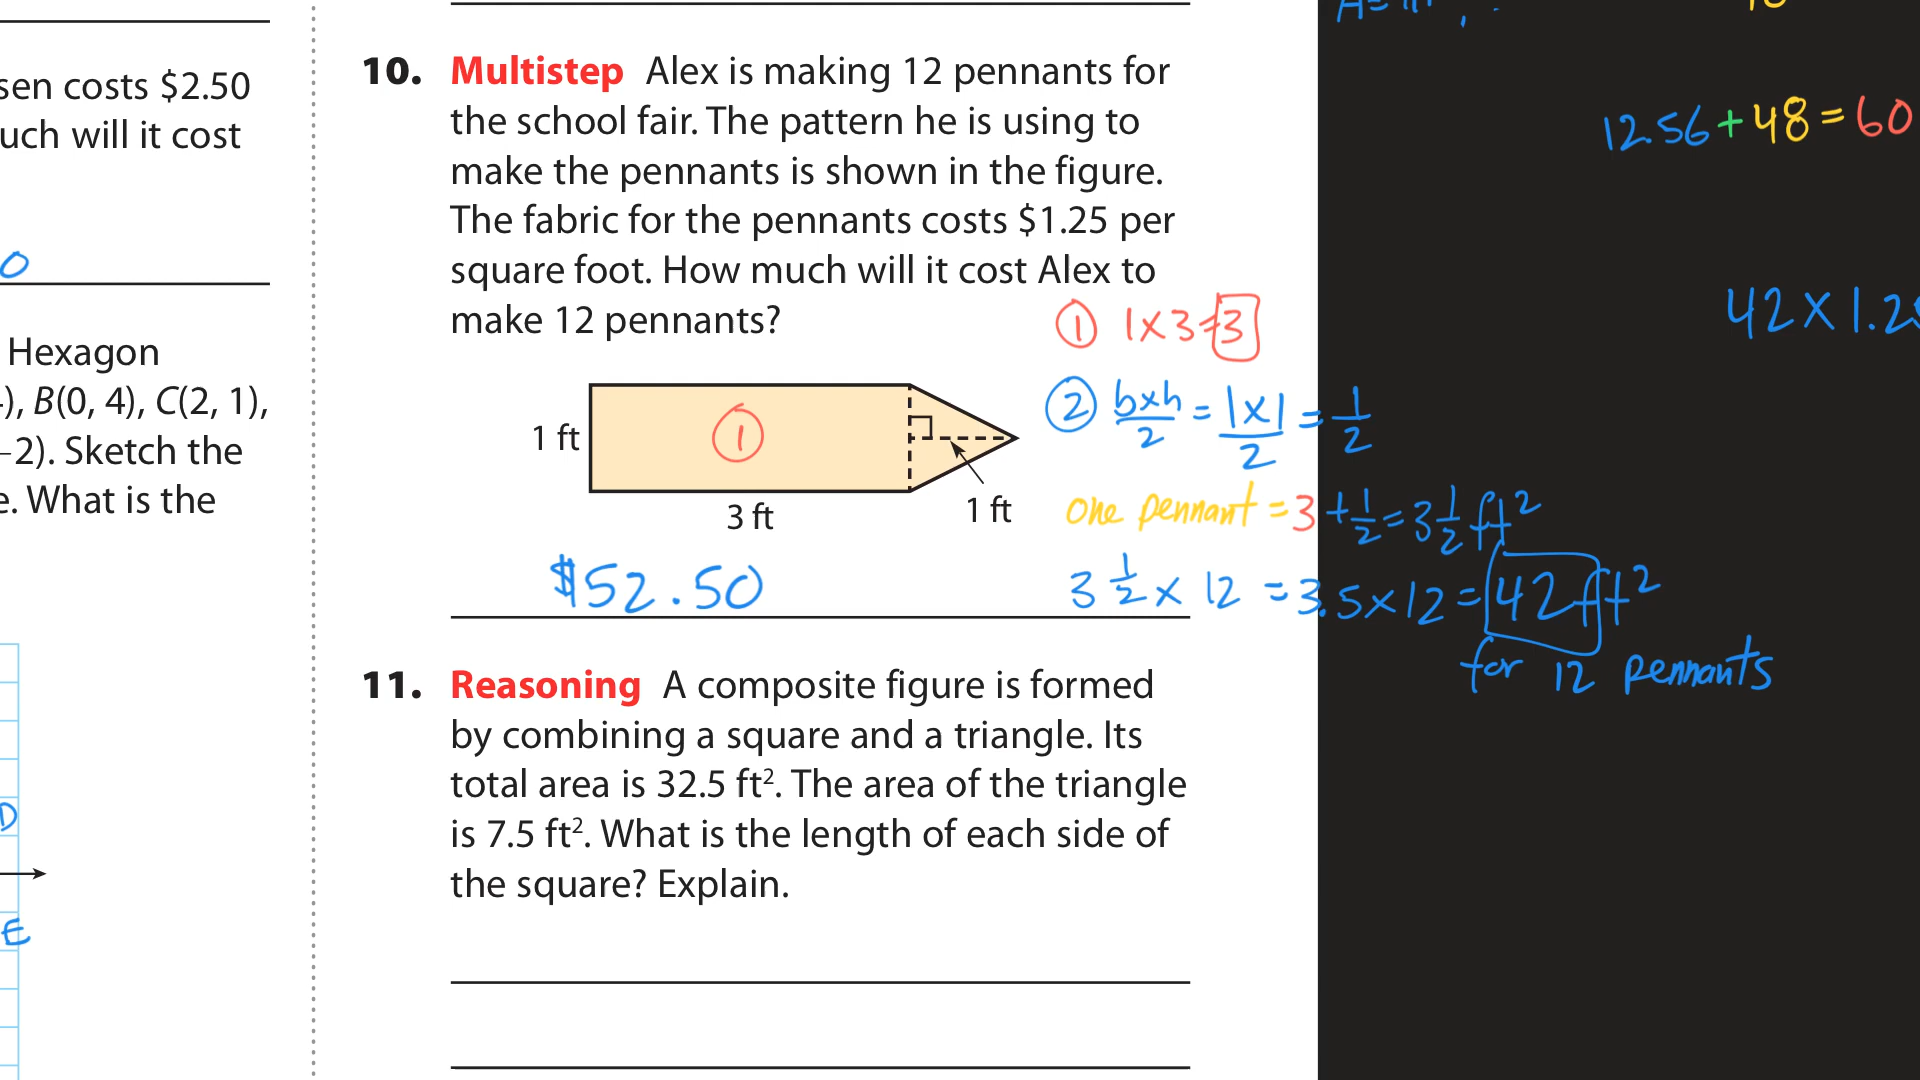 sen costs $2.50
uch will it cost
0
Hexagon
), B(0, 4), C(2, 1),
–2). Sketch the
e. What is the
D
E
10. Multistep Alex is making 12 pennants for
the school fair. The pattern he is using to
make the pennants is shown in the figure.
The fabric for the pennants costs $1.25 per
square foot. How much will it cost Alex to
make 12 pennants?
1 ft
①
3 ft
1 ft
$52.50
① 1x3=3
② bxh/2 = 1x1/2 = 1/2
one pennant = 3 + 1/2 = 3 1/2 ft²
3 1/2 x 12 = 3.5 x 12 = 42 ft²
for 12 pennants
11. Reasoning A composite figure is formed
by combining a square and a triangle. Its
total area is 32.5 ft². The area of the triangle
is 7.5 ft². What is the length of each side of
the square? Explain.
12.56 + 48 = 60
42 x 1.2